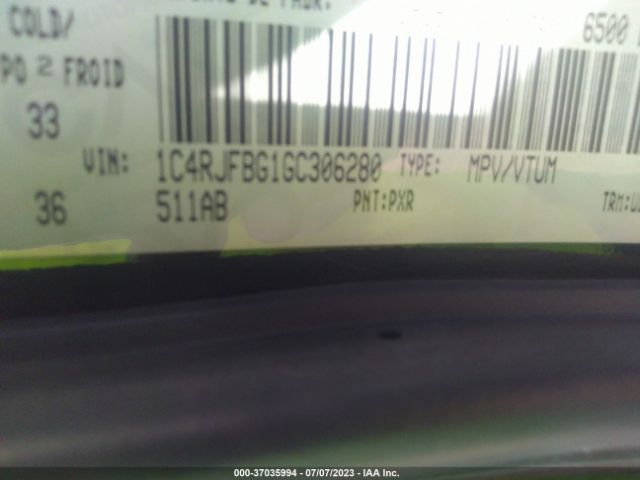 COLD/
6500
PO 2 FROID
33
VIN: 1C4RJFBG1GC306280 TYPE: MPV/VTUM
36 511AB PNT:PXR TRM:
000-37035994 - 07/07/2023 - IAA Inc.